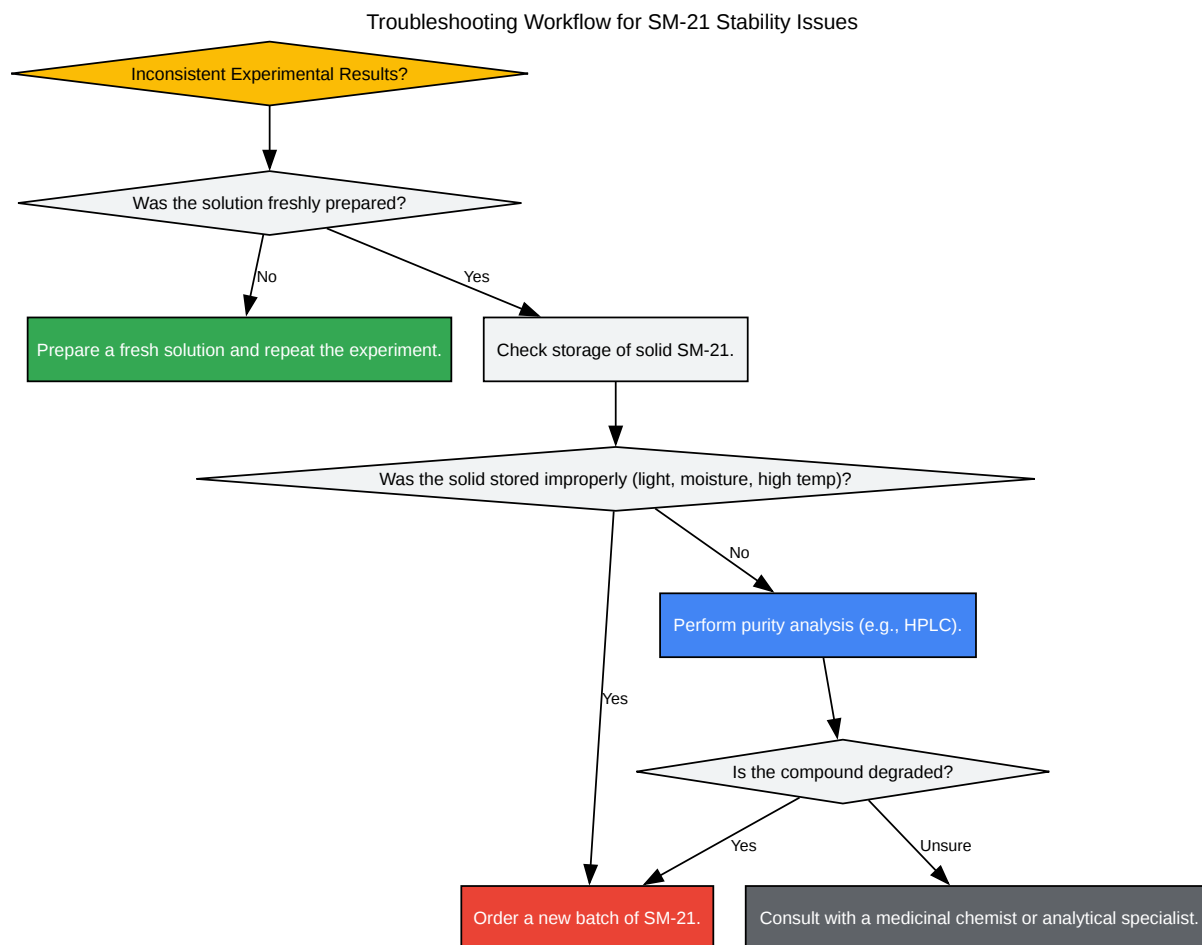 Troubleshooting Workflow for SM-21 Stability Issues
Inconsistent Experimental Results?
Was the solution freshly prepared?
No
Yes
Prepare a fresh solution and repeat the experiment.
Check storage of solid SM-21.
Was the solid stored improperly (light, moisture, high temp)?
No
Perform purity analysis (e.g., HPLC).
Yes
Is the compound degraded?
Yes
Unsure
Order a new batch of SM-21.
Consult with a medicinal chemist or analytical specialist.